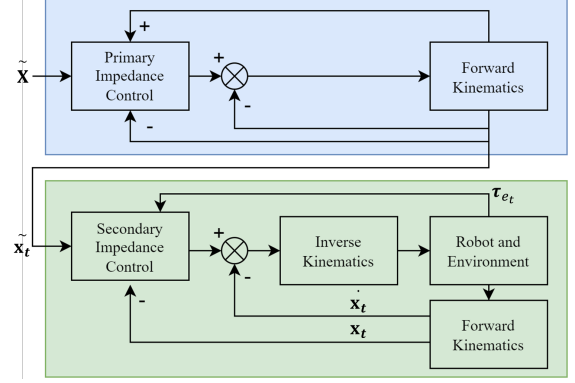 +
Primary
Impedance
Control
X̃
+
-
-
Forward
Kinematics
τₑₜ
Secondary
Impedance
Control
x̃ₜ
+
-
-
Inverse
Kinematics
Robot and
Environment
ẋₜ
xₜ
Forward
Kinematics